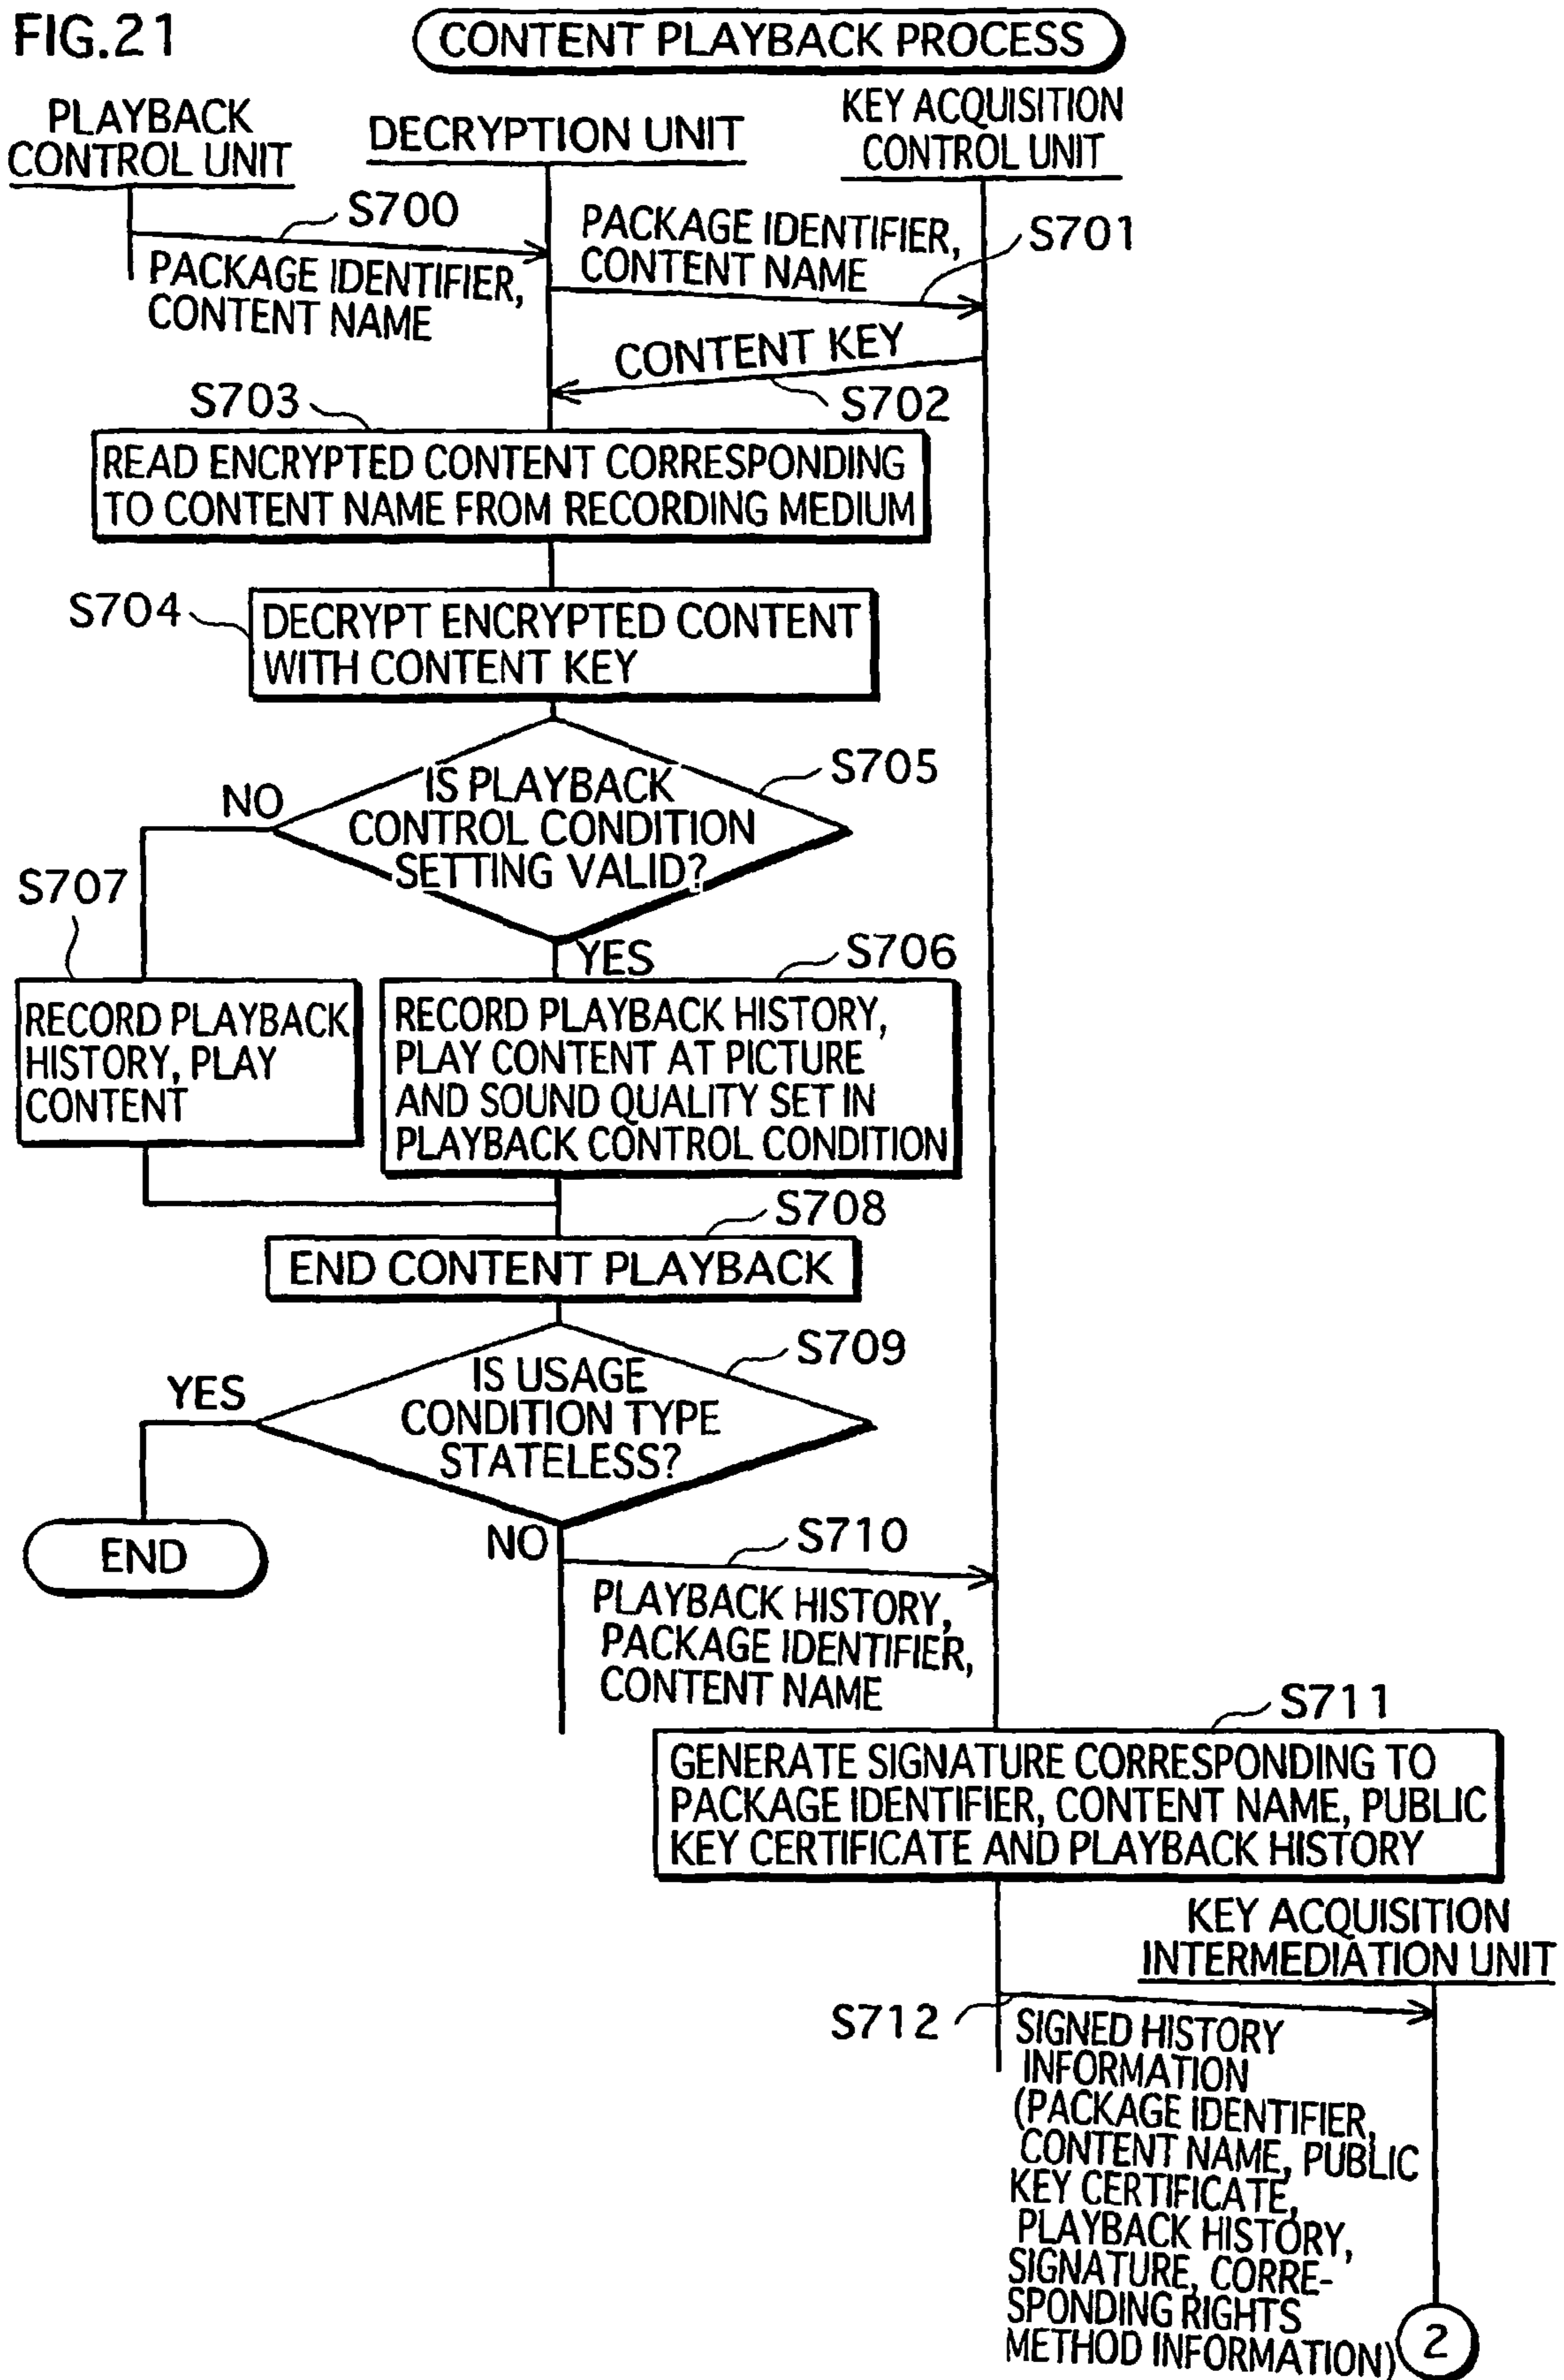 FIG.21
CONTENT PLAYBACK PROCESS
PLAYBACK
CONTROL UNIT
DECRYPTION UNIT
KEY ACQUISITION
CONTROL UNIT
S700
PACKAGE IDENTIFIER,
CONTENT NAME
PACKAGE IDENTIFIER,
CONTENT NAME
S701
CONTENT KEY
S702
S703
READ ENCRYPTED CONTENT CORRESPONDING
TO CONTENT NAME FROM RECORDING MEDIUM
S704
DECRYPT ENCRYPTED CONTENT
WITH CONTENT KEY
S705
IS PLAYBACK
CONTROL CONDITION
SETTING VALID?
NO
S707
YES
S706
RECORD PLAYBACK
HISTORY, PLAY
CONTENT
RECORD PLAYBACK HISTORY,
PLAY CONTENT AT PICTURE
AND SOUND QUALITY SET IN
PLAYBACK CONTROL CONDITION
S708
END CONTENT PLAYBACK
S709
IS USAGE
CONDITION TYPE
STATELESS?
YES
END
NO
S710
PLAYBACK HISTORY,
PACKAGE IDENTIFIER,
CONTENT NAME
S711
GENERATE SIGNATURE CORRESPONDING TO
PACKAGE IDENTIFIER, CONTENT NAME, PUBLIC
KEY CERTIFICATE AND PLAYBACK HISTORY
KEY ACQUISITION
INTERMEDIATION UNIT
S712
SIGNED HISTORY
INFORMATION
(PACKAGE IDENTIFIER,
CONTENT NAME, PUBLIC
KEY CERTIFICATE,
PLAYBACK HISTORY,
SIGNATURE, CORRE-
SPONDING RIGHTS
METHOD INFORMATION)
2